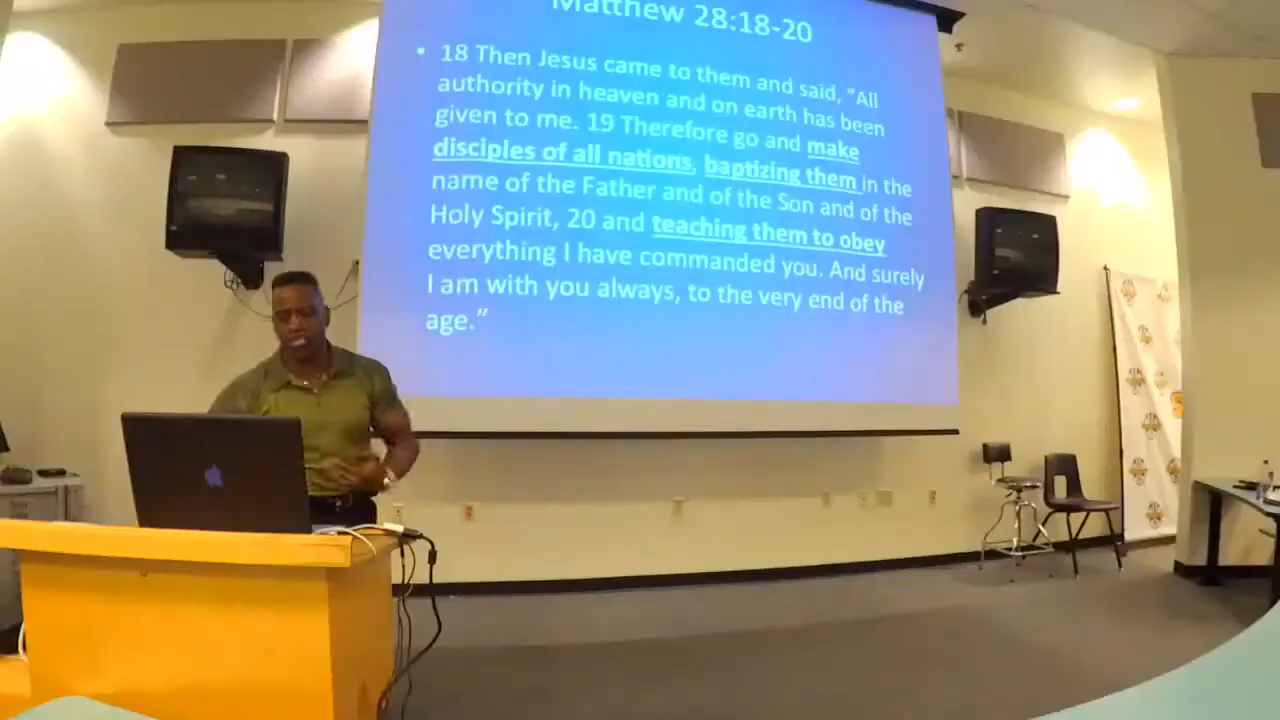 Matthew 28:18-20
• 18 Then Jesus came to them and said, “All
authority in heaven and on earth has been
given to me. 19 Therefore go and make
disciples of all nations, baptizing them in the
name of the Father and of the Son and of the
Holy Spirit, 20 and teaching them to obey
everything I have commanded you. And surely
I am with you always, to the very end of the
age.”